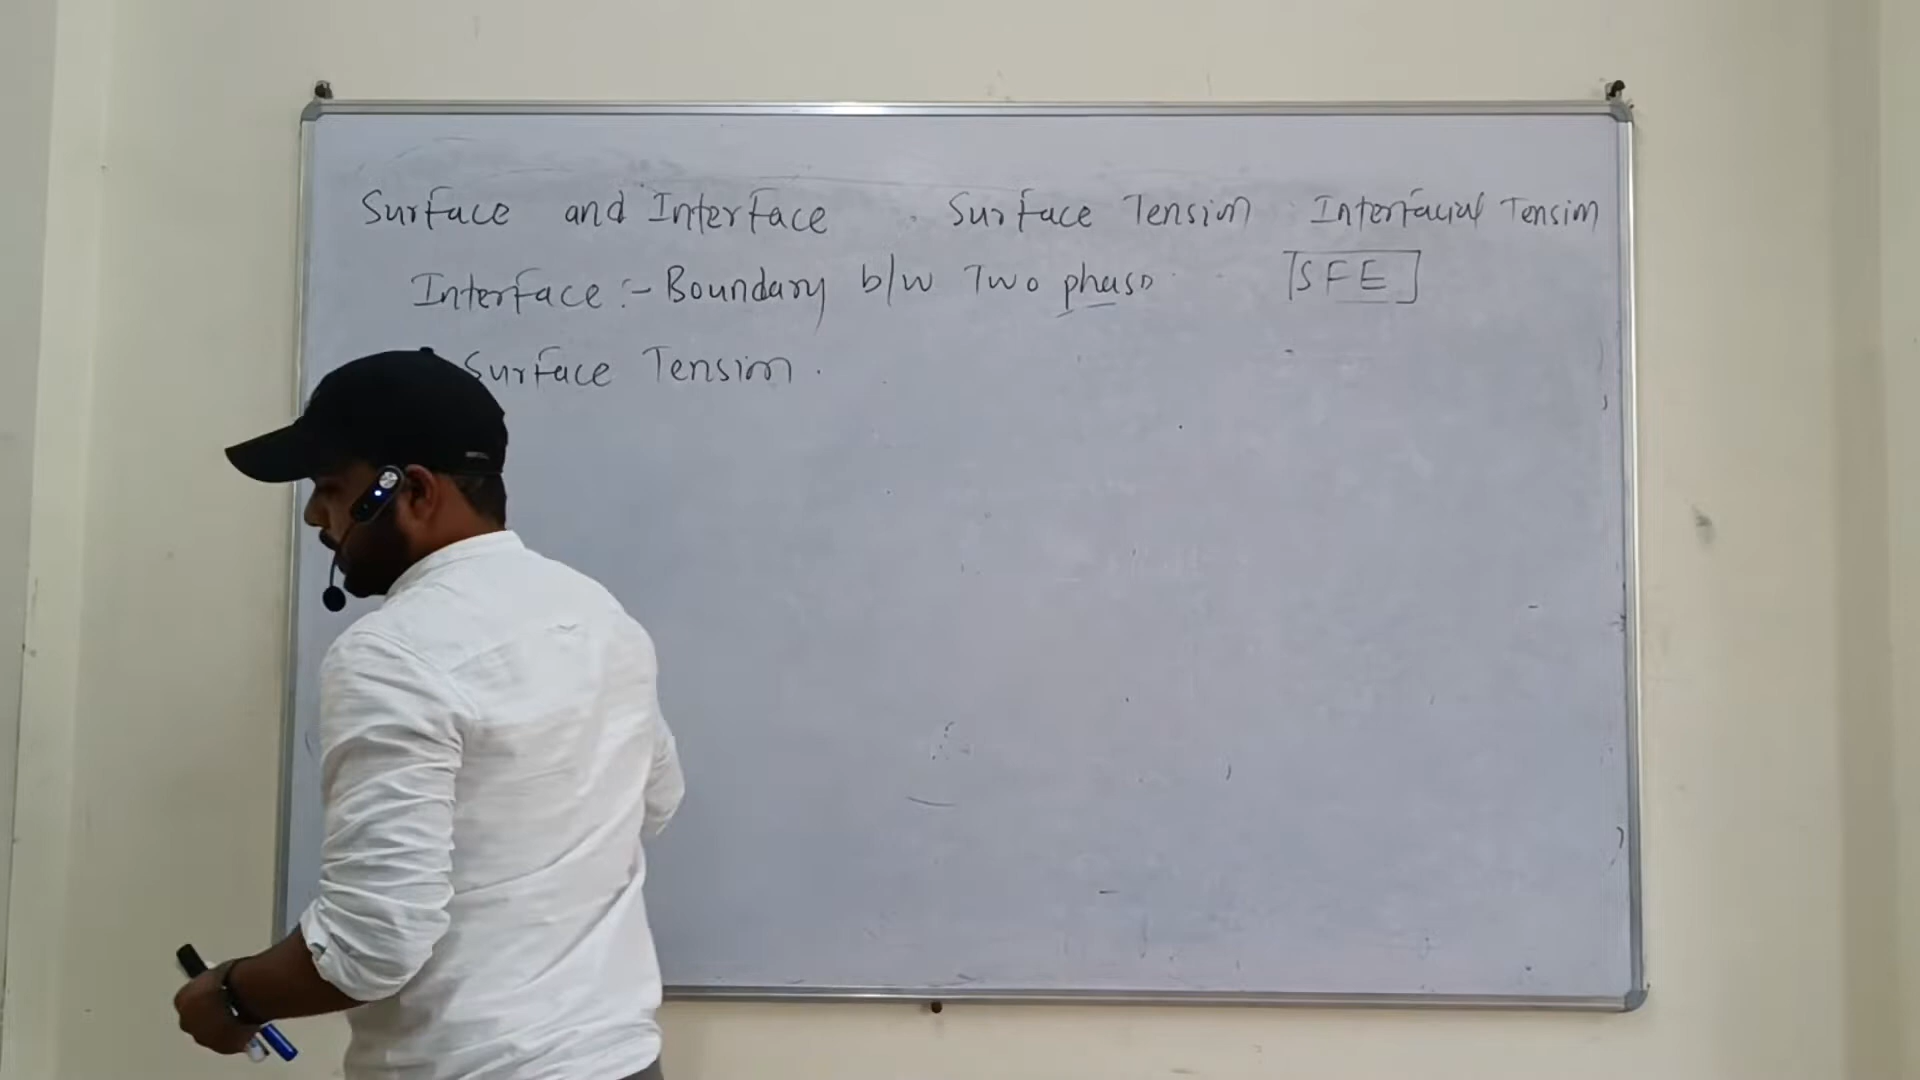 Surface and Interface . Surface Tension Interfacial Tension
Interface :- Boundary b/w Two phase SFE
Surface Tension .